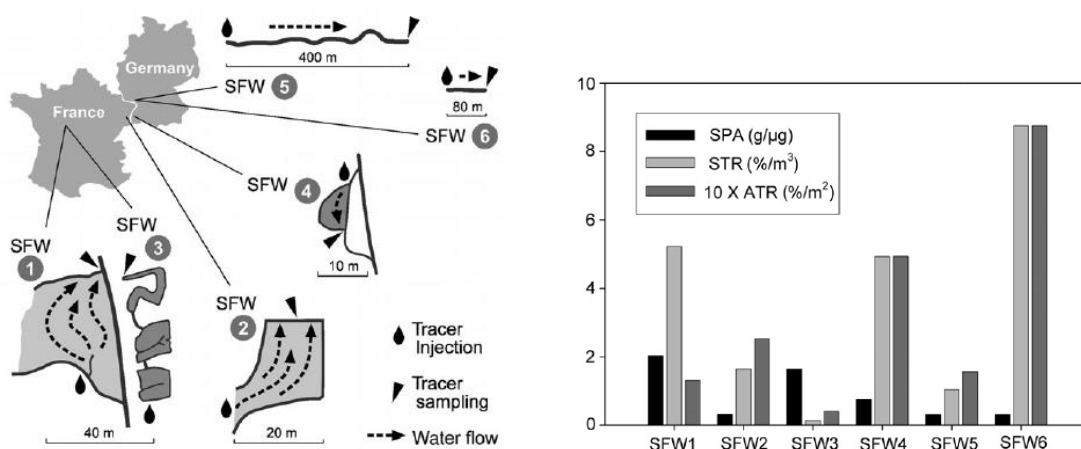 Germany
France
400 m
SFW 5
80 m
SFW 6
SFW 4
10 m
SFW
3
SFW
1
SFW
2
Tracer
Injection
Tracer
sampling
Water flow
40 m
20 m
10
8
6
4
2
0
SPA (g/µg)
STR (%/m³)
10 X ATR (%/m²)
SFW1 SFW2 SFW3 SFW4 SFW5 SFW6